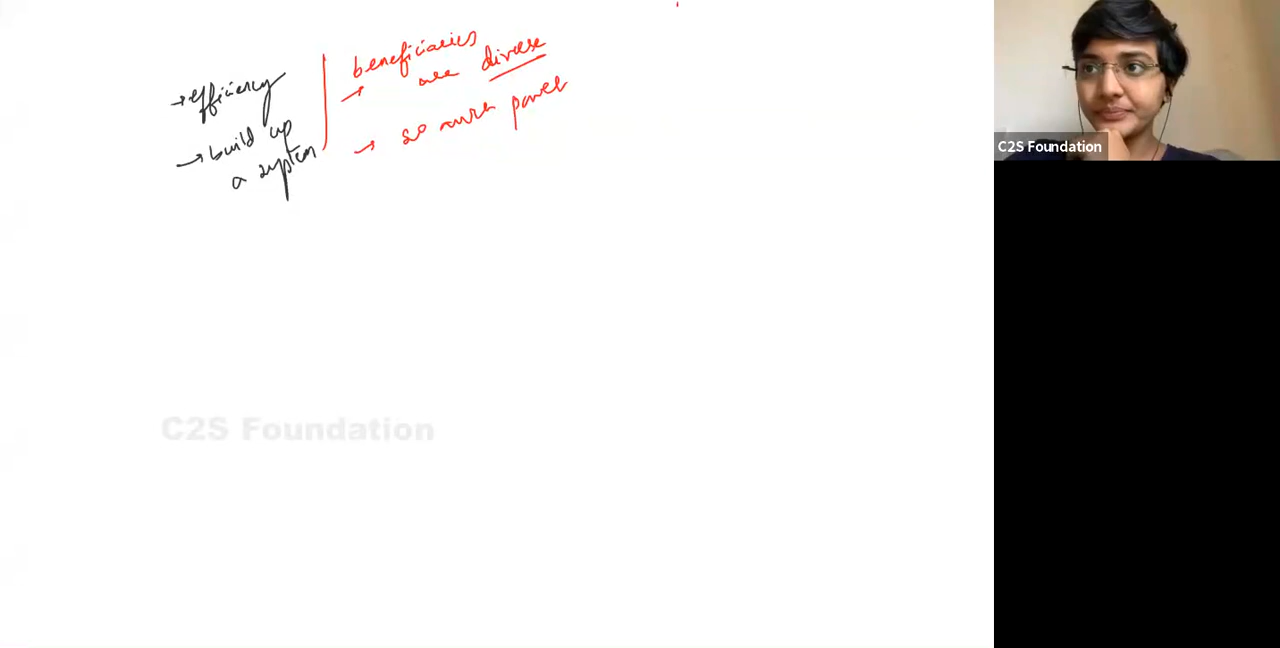 → efficiency
→ build up
a system
→ beneficiaries
are diverse
→ so much power
C2S Foundation
C2S Foundation